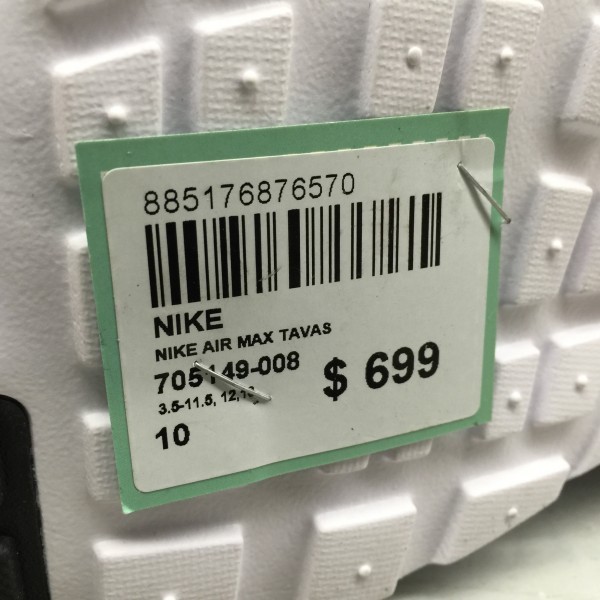 885176876570
NIKE
NIKE AIR MAX TAVAS
705149-008
$ 699
3.5-11.5, 12,
10